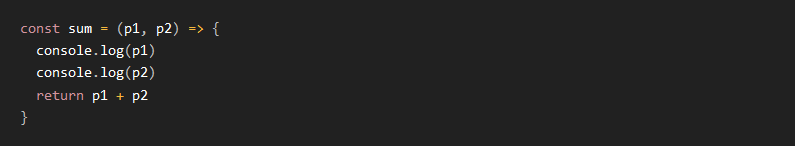 const sum = (p1, p2) => {
  console.log(p1)
  console.log(p2)
  return p1 + p2
}